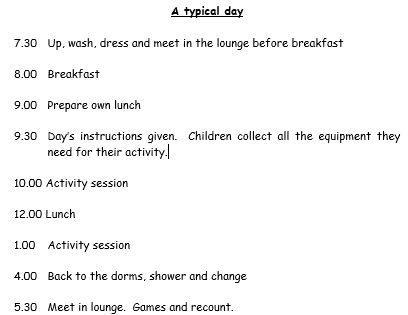 A typical day
7.30 Up, wash, dress and meet in the lounge before breakfast
8.00 Breakfast
9.00 Prepare own lunch
9.30 Day's instructions given. Children collect all the equipment they
need for their activity.
10.00 Activity session
12.00 Lunch
1.00 Activity session
4.00 Back to the dorms, shower and change
5.30 Meet in lounge. Games and recount.